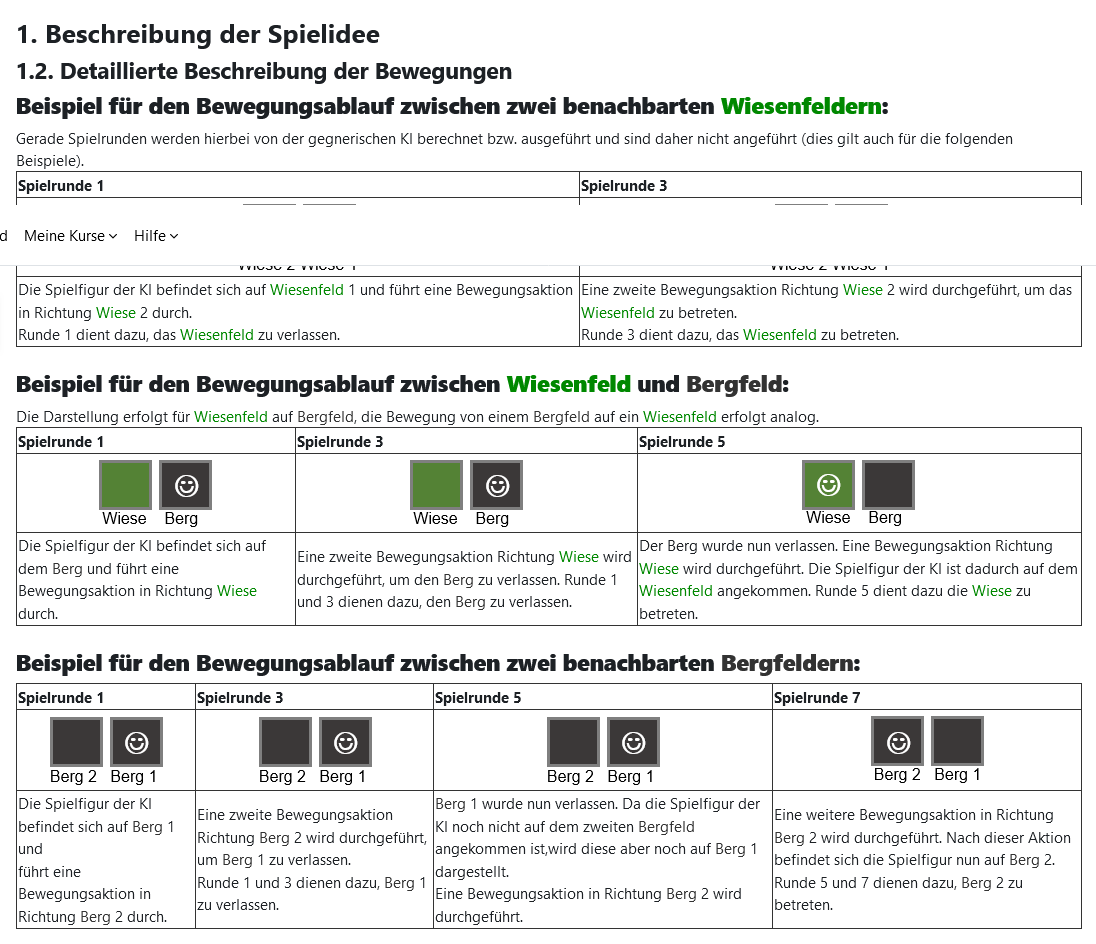 1. Beschreibung der Spielidee
1.2. Detaillierte Beschreibung der Bewegungen
Beispiel für den Bewegungsablauf zwischen zwei benachbarten Wiesenfeldern:
Gerade Spielrunden werden hierbei von der gegnerischen KI berechnet bzw. ausgeführt und sind daher nicht angeführt (dies gilt auch für die folgenden
Beispiele).
Spielrunde 1
Spielrunde 3
d Meine Kurse Hilfe
Wiese 2 Wiese 1
Wiese 2 Wiese 1
Die Spielfigur der KI befindet sich auf Wiesenfeld 1 und führt eine Bewegungsaktion
in Richtung Wiese 2 durch.
Runde 1 dient dazu, das Wiesenfeld zu verlassen.
Eine zweite Bewegungsaktion Richtung Wiese 2 wird durchgeführt, um das
Wiesenfeld zu betreten.
Runde 3 dient dazu, das Wiesenfeld zu betreten.
Beispiel für den Bewegungsablauf zwischen Wiesenfeld und Bergfeld:
Die Darstellung erfolgt für Wiesenfeld auf Bergfeld, die Bewegung von einem Bergfeld auf ein Wiesenfeld erfolgt analog.
Spielrunde 1
Spielrunde 3
Spielrunde 5
Wiese Berg
Wiese Berg
Wiese Berg
Die Spielfigur der KI befindet sich auf
dem Berg und führt eine
Bewegungsaktion in Richtung Wiese
durch.
Eine zweite Bewegungsaktion Richtung Wiese wird
durchgeführt, um den Berg zu verlassen. Runde 1
und 3 dienen dazu, den Berg zu verlassen.
Der Berg wurde nun verlassen. Eine Bewegungsaktion Richtung
Wiese wird durchgeführt. Die Spielfigur der KI ist dadurch auf dem
Wiesenfeld angekommen. Runde 5 dient dazu die Wiese zu
betreten.
Beispiel für den Bewegungsablauf zwischen zwei benachbarten Bergfeldern:
Spielrunde 1
Spielrunde 3
Spielrunde 5
Spielrunde 7
Berg 2 Berg 1
Berg 2 Berg 1
Berg 2 Berg 1
Berg 2 Berg 1
Die Spielfigur der KI
befindet sich auf Berg 1
und
führt eine
Bewegungsaktion in
Richtung Berg 2 durch.
Eine zweite Bewegungsaktion
Richtung Berg 2 wird durchgeführt,
um Berg 1 zu verlassen.
Runde 1 und 3 dienen dazu, Berg 1
zu verlassen.
Berg 1 wurde nun verlassen. Da die Spielfigur der
KI noch nicht auf dem zweiten Bergfeld
angekommen ist,wird diese aber noch auf Berg 1
dargestellt.
Eine Bewegungsaktion in Richtung Berg 2 wird
durchgeführt.
Eine weitere Bewegungsaktion in Richtung
Berg 2 wird durchgeführt. Nach dieser Aktion
befindet sich die Spielfigur nun auf Berg 2.
Runde 5 und 7 dienen dazu, Berg 2 zu
betreten.